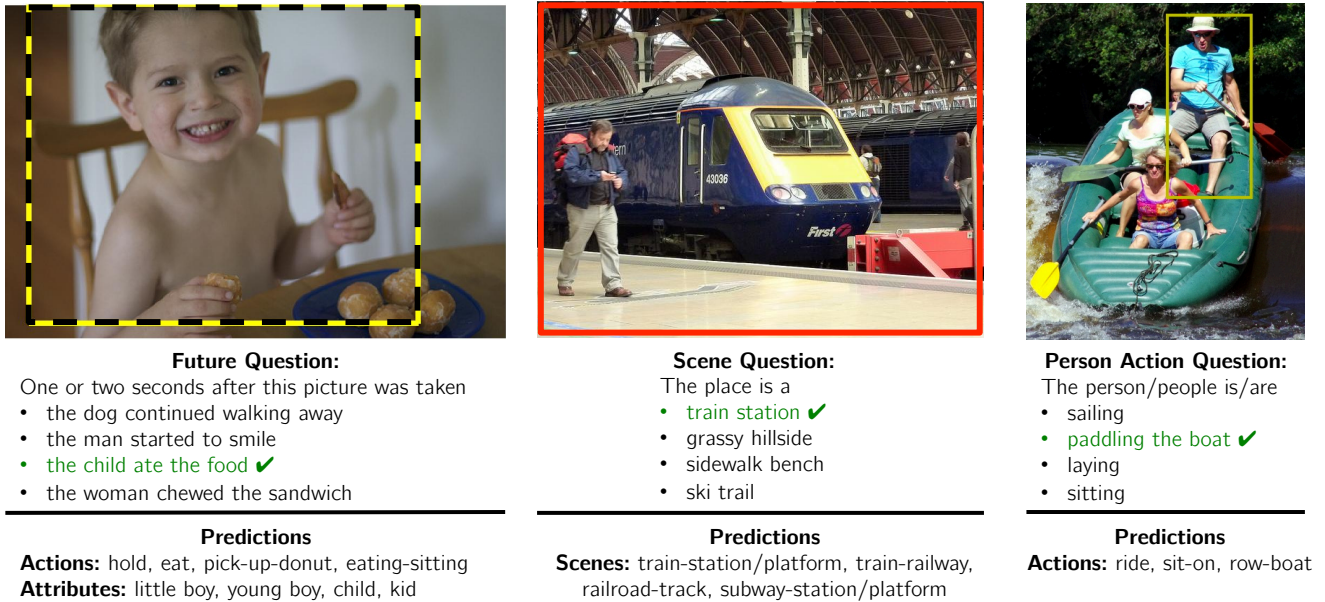 43036
First
Future Question:
One or two seconds after this picture was taken
• the dog continued walking away
• the man started to smile
• the child ate the food ✔
• the woman chewed the sandwich
Predictions
Actions: hold, eat, pick-up-donut, eating-sitting
Attributes: little boy, young boy, child, kid
Scene Question:
The place is a
• train station ✔
• grassy hillside
• sidewalk bench
• ski trail
Predictions
Scenes: train-station/platform, train-railway,
railroad-track, subway-station/platform
Person Action Question:
The person/people is/are
• sailing
• paddling the boat ✔
• laying
• sitting
Predictions
Actions: ride, sit-on, row-boat